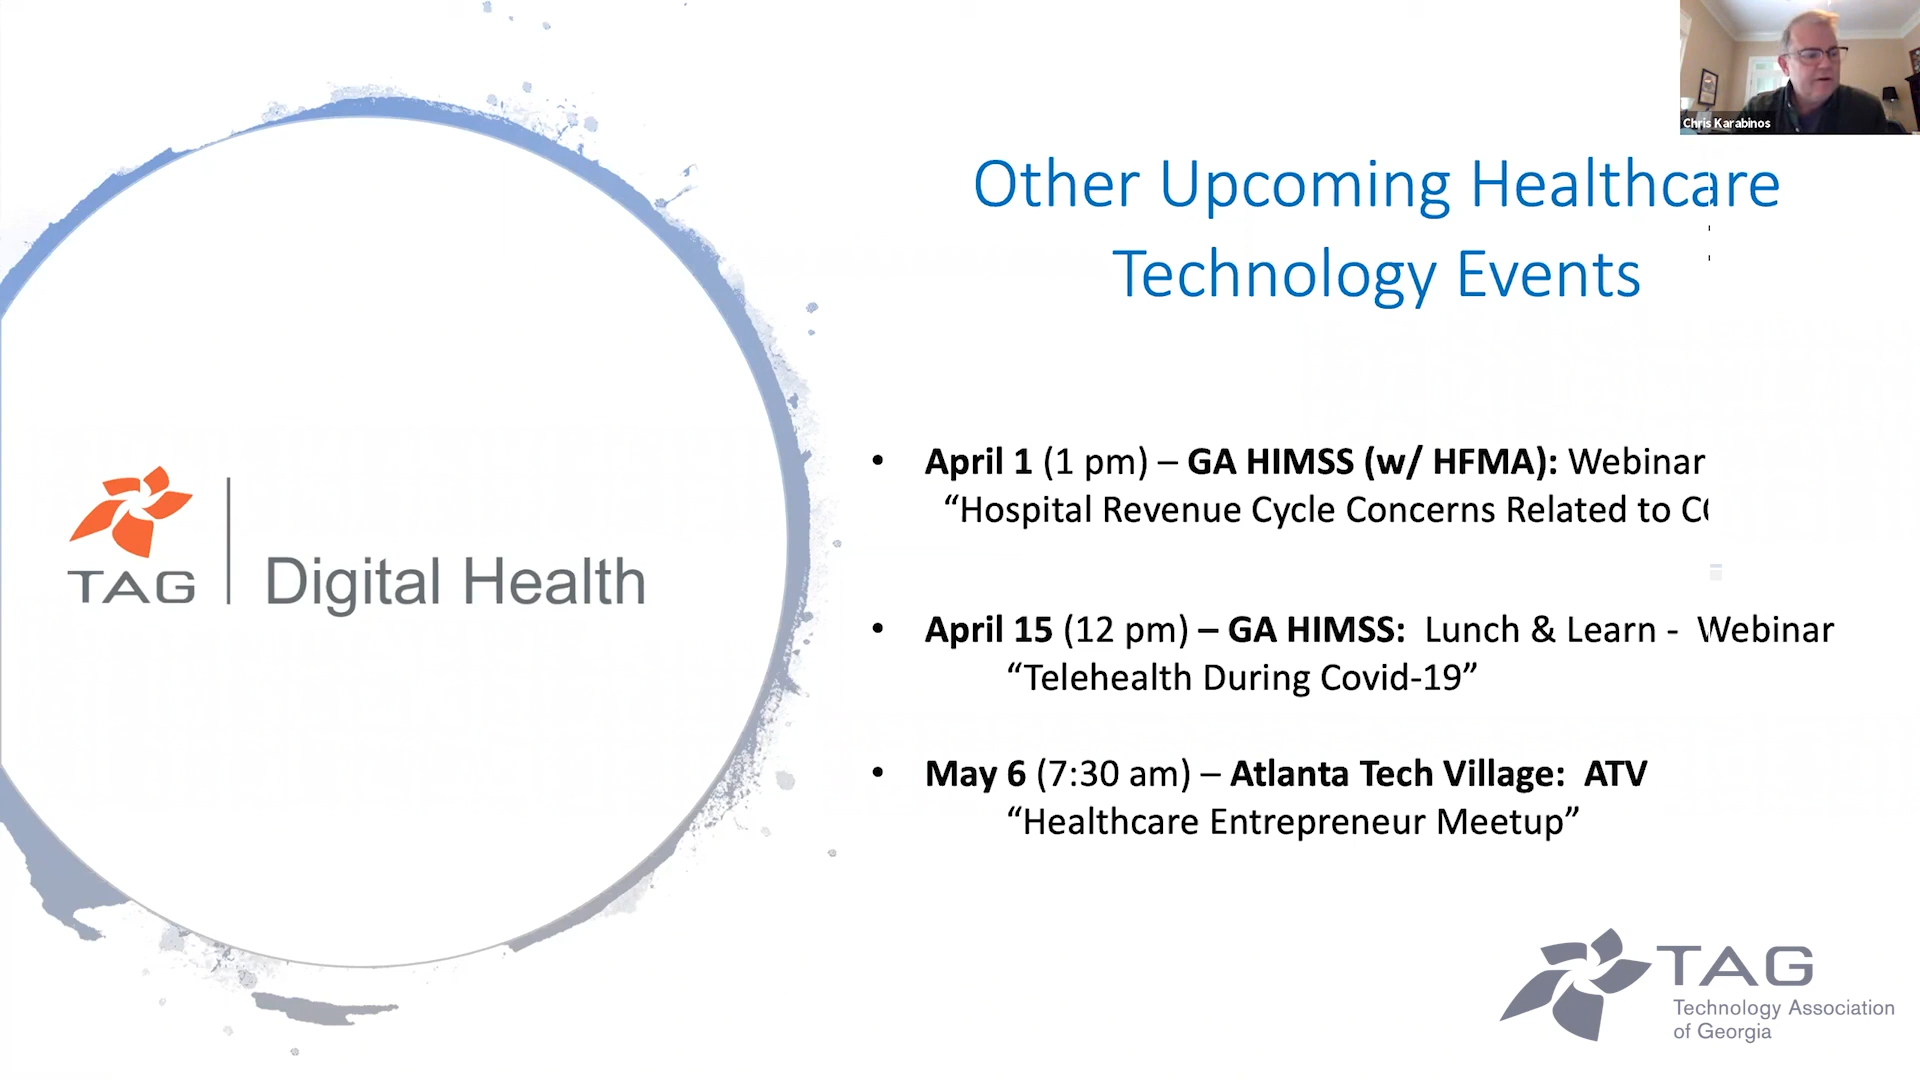 Chris Karabinos
Other Upcoming Healthcare
Technology Events
• April 1 (1 pm) – GA HIMSS (w/ HFMA): Webinar
“Hospital Revenue Cycle Concerns Related to
• April 15 (12 pm) – GA HIMSS: Lunch & Learn - Webinar
“Telehealth During Covid-19”
• May 6 (7:30 am) – Atlanta Tech Village: ATV
“Healthcare Entrepreneur Meetup”
TAG | Digital Health
TAG
Technology Association
of Georgia